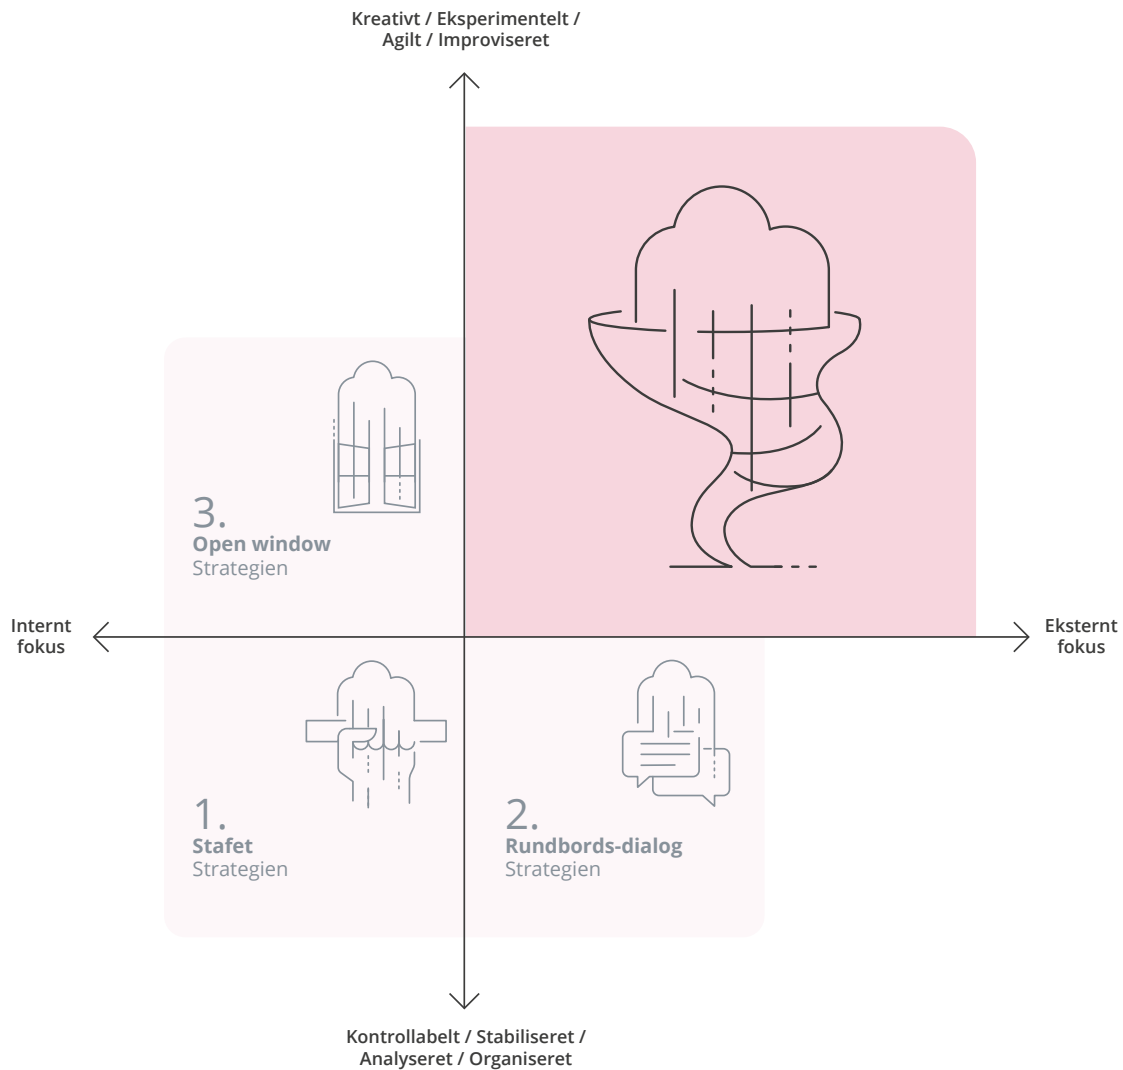 Kreativt / Eksperimentelt /
Agilt / Improviseret
3.
Open window
Strategien
Internt
fokus
Eksternt
fokus
1.
Stafet
Strategien
2.
Rundbords-dialog
Strategien
Kontrollabelt / Stabiliseret /
Analyseret / Organiseret